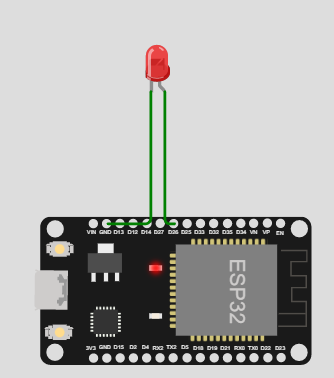 VIN GND D13 D12 D14 D27 D26 D25 D33 D32 D35 D34 VN VP EN
ESP32
3V3 GND D15 D2 D4 RX2 TX2 D5 D18 D19 D21 RX0 TX0 D22 D23